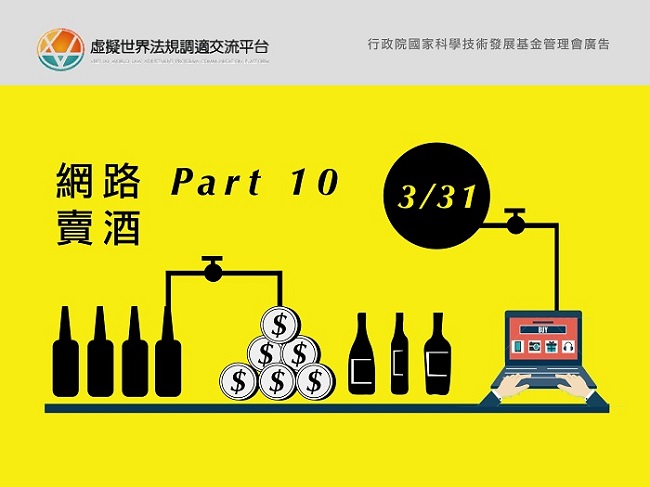 虛擬世界法規調適交流平台
行政院國家科學技術發展基金管理會廣告
網路 Part 10
賣酒
3/31
BUY
$
$ $
$ $ $